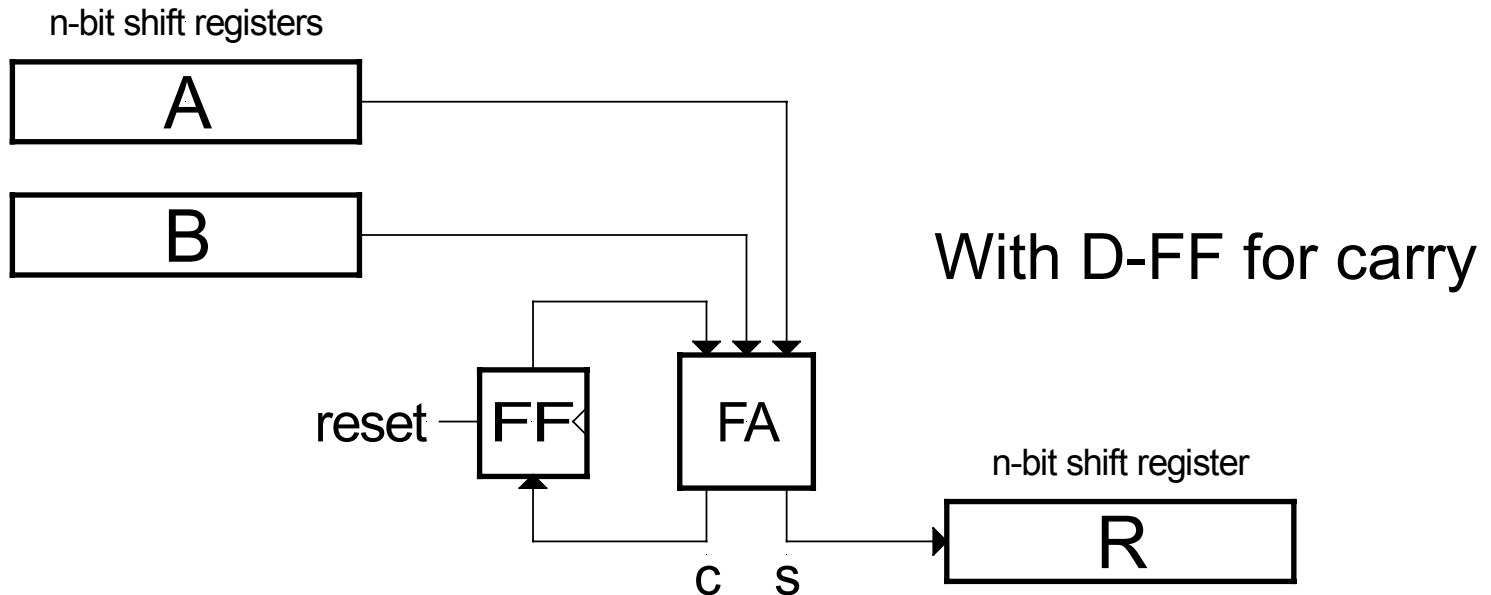 n-bit shift registers
A
B
With D-FF for carry
reset
FF
FA
n-bit shift register
R
c
s